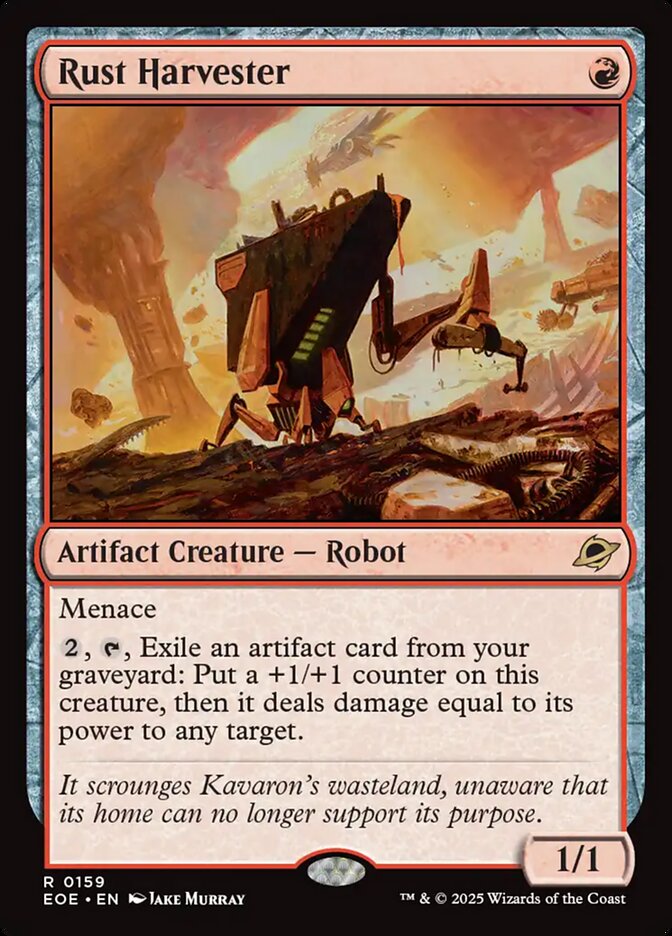 Rust Harvester
Artifact Creature — Robot
Menace
2, Exile an artifact card from your
graveyard: Put a +1/+1 counter on this
creature, then it deals damage equal to its
power to any target.
It scrounges Kavaron's wasteland, unaware that
its home can no longer support its purpose.
1/1
R 0159
EOE • EN JAKE MURRAY
™ & © 2025 Wizards of the Coast